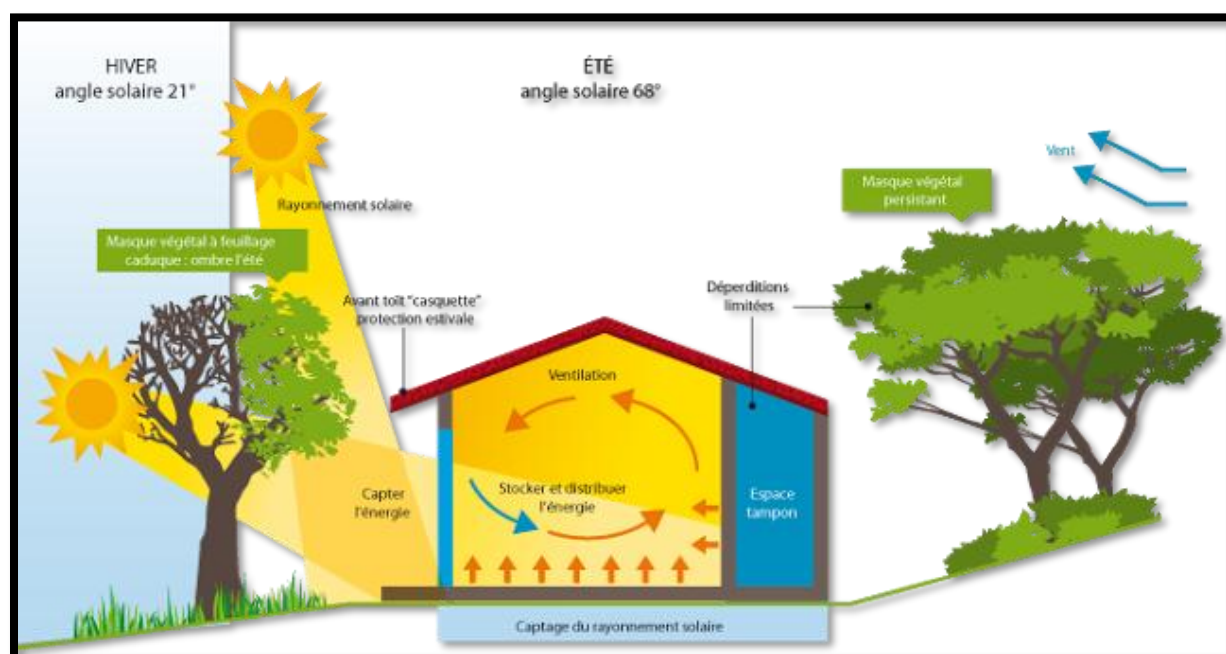 HIVER
angle solaire 21°
ÉTÉ
angle solaire 68°
Vent
Masque végétal
persistant
Rayonnement solaire
Masque végétal à feuillage
caduque : ombre l'été
Avant toît "casquette"
protection estivale
Déperditions
limitées
Ventilation
Capter
l'énergie
Stocker et distribuer
l'énergie
Espace
tampon
Captage du rayonnement solaire